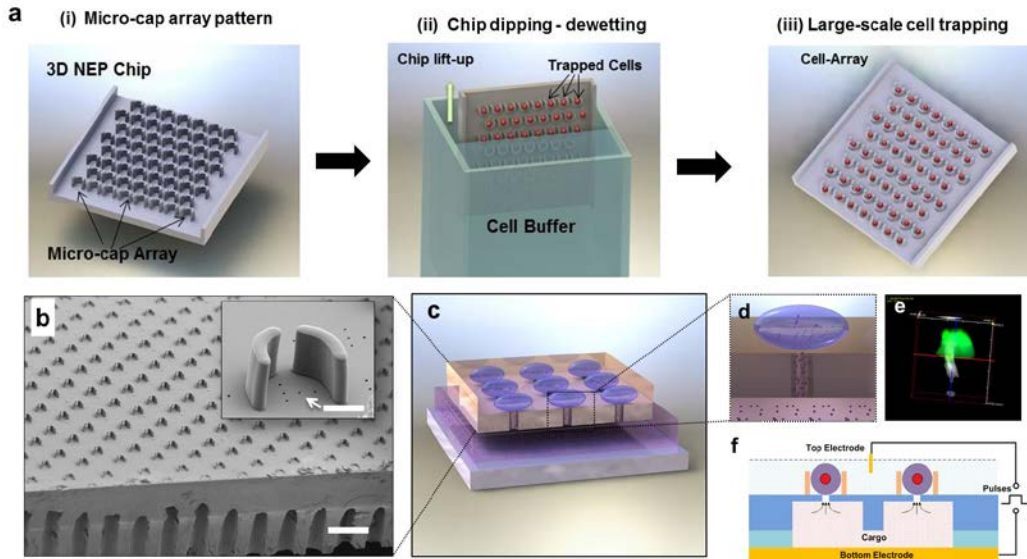 a
(i) Micro-cap array pattern
(ii) Chip dipping - dewetting
(iii) Large-scale cell trapping
3D NEP Chip
Micro-cap Array
Chip lift-up
Trapped Cells
Cell Buffer
Cell-Array
b
c
d
e
f
Top Electrode
Pulses
Cargo
Bottom Electrode